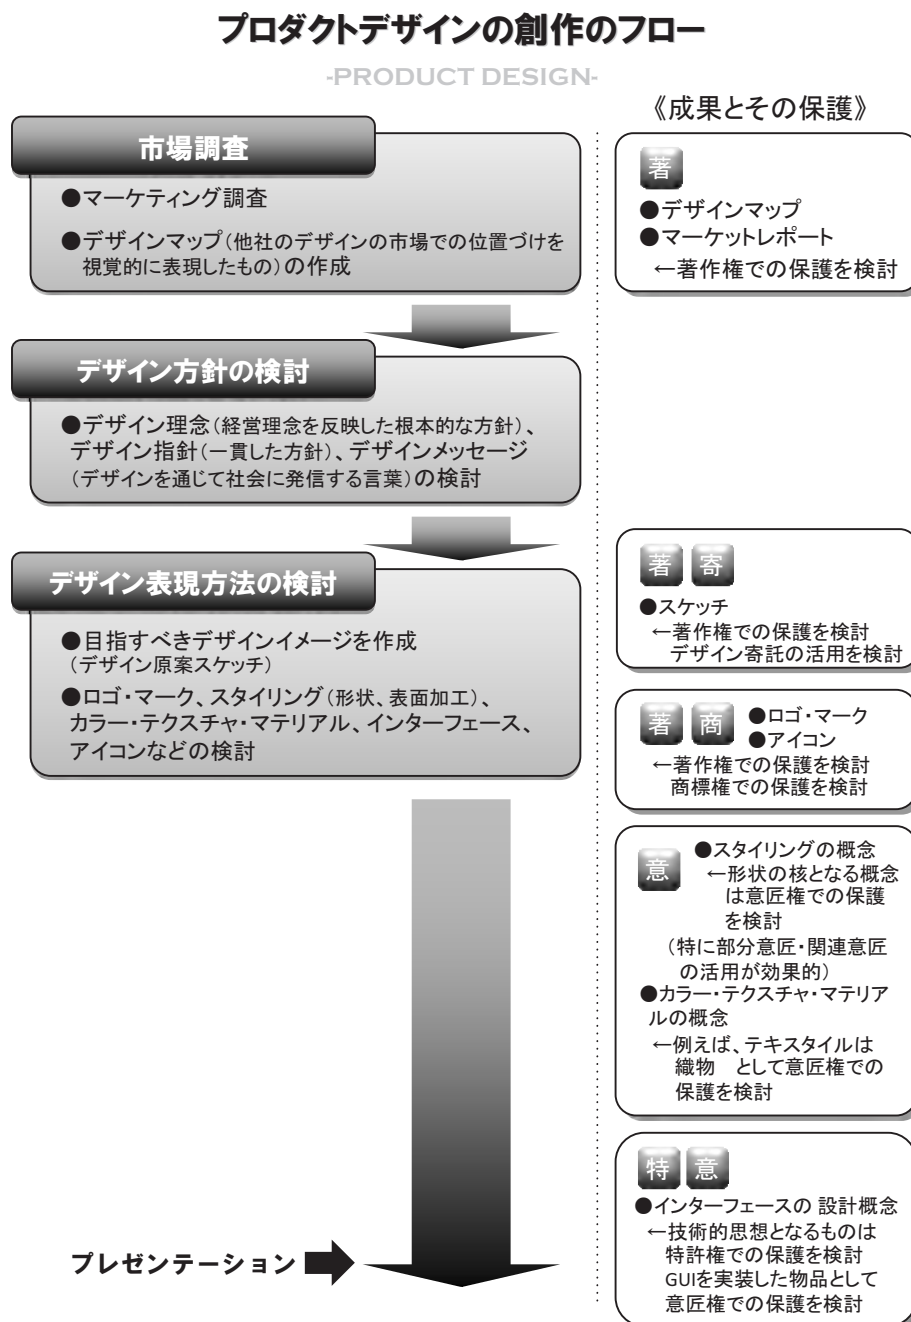 プロダクトデザインの創作のフロー
-PRODUCT DESIGN-
《成果とその保護》
市場調査
●マーケティング調査
●デザインマップ(他社のデザインの市場での位置づけを
視覚的に表現したもの)の作成
著
●デザインマップ
●マーケットレポート
←著作権での保護を検討
デザイン方針の検討
●デザイン理念(経営理念を反映した根本的な方針)、
デザイン指針(一貫した方針)、デザインメッセージ
(デザインを通じて社会に発信する言葉)の検討
デザイン表現方法の検討
●目指すべきデザインイメージを作成
(デザイン原案スケッチ)
●ロゴ・マーク、スタイリング(形状、表面加工)、
カラー・テクスチャ・マテリアル、インターフェース、
アイコンなどの検討
著 寄
●スケッチ
←著作権での保護を検討
デザイン寄託の活用を検討
著 商
●ロゴ・マーク
●アイコン
←著作権での保護を検討
商標権での保護を検討
意
●スタイリングの概念
←形状の核となる概念
は意匠権での保護
を検討
(特に部分意匠・関連意匠
の活用が効果的)
●カラー・テクスチャ・マテリア
ルの概念
←例えば、テキスタイルは
織物 として意匠権での
保護を検討
特 意
●インターフェースの 設計概念
←技術的思想となるものは
特許権での保護を検討
GUIを実装した物品として
意匠権での保護を検討
プレゼンテーション